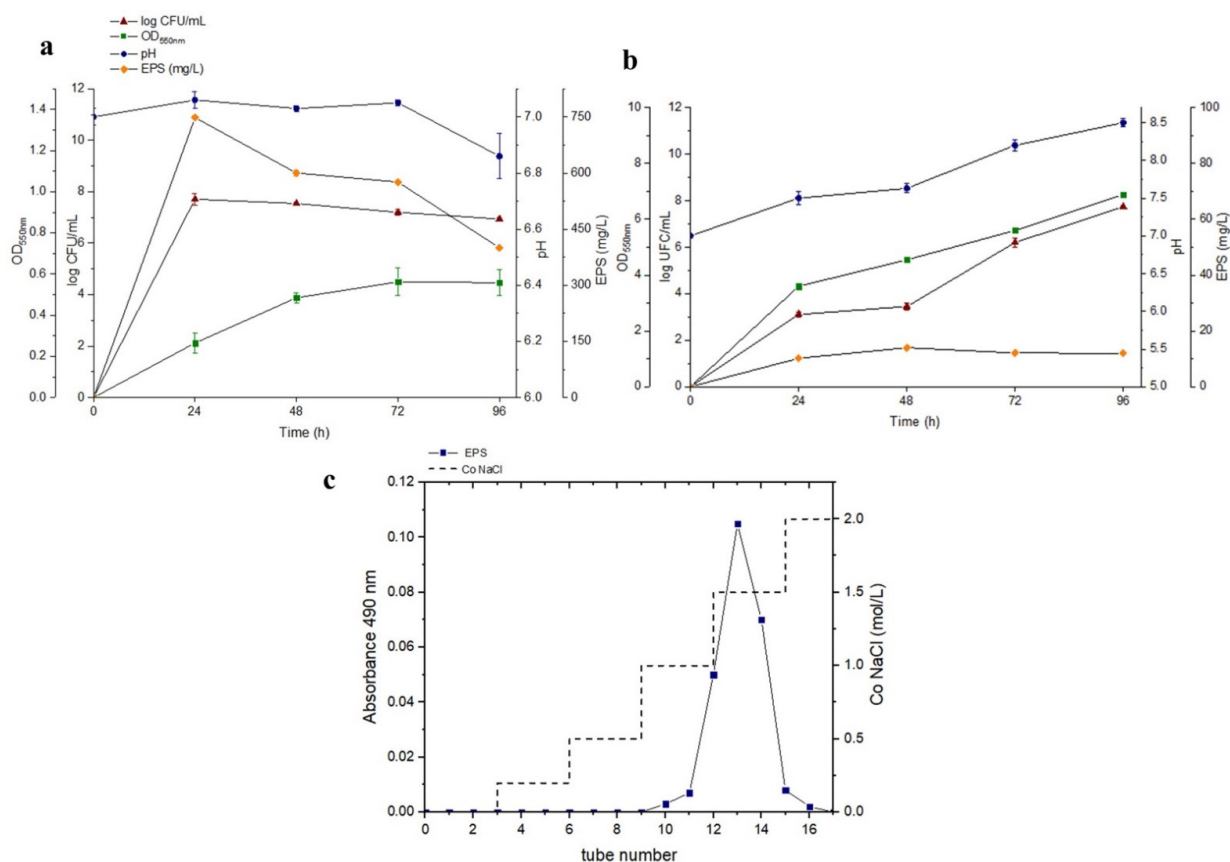 a
log CFU/mL
OD550nm
pH
EPS (mg/L)
OD550nm
1.4
1.2
1.0
0.8
0.6
0.4
0.2
0.0
log CFU/mL
12
10
8
6
4
2
0
pH
7.0
6.8
6.6
6.4
6.2
6.0
EPS (mg/L)
750
600
450
300
150
0
0 24 48 72 96
Time (h)
b
OD550nm
10
8
6
4
2
0
log UFC/mL
12
10
8
6
4
2
0
pH
8.5
8.0
7.5
7.0
6.5
6.0
5.5
5.0
EPS (mg/L)
100
80
60
40
20
0
0 24 48 72 96
Time (h)
c
EPS
Co NaCl
Absorbance 490 nm
0.12
0.10
0.08
0.06
0.04
0.02
0.00
Co NaCl (mol/L)
2.0
1.5
1.0
0.5
0.0
0 2 4 6 8 10 12 14 16
tube number